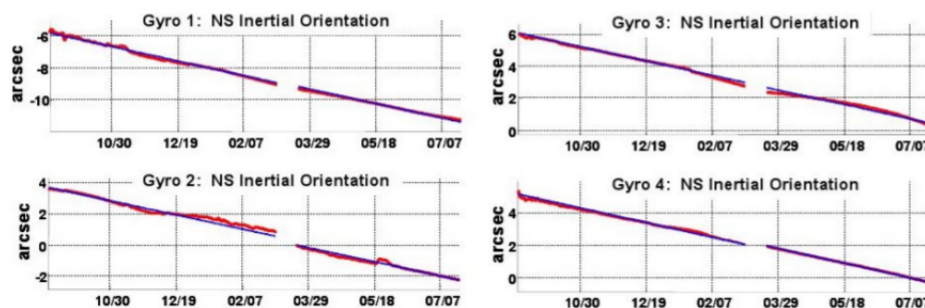 Gyro 1: NS Inertial Orientation
arcsec
-6
-8
-10
10/30 12/19 02/07 03/29 05/18 07/07
Gyro 3: NS Inertial Orientation
arcsec
6
4
2
0
10/30 12/19 02/07 03/29 05/18 07/07
Gyro 2: NS Inertial Orientation
arcsec
4
2
0
-2
10/30 12/19 02/07 03/29 05/18 07/07
Gyro 4: NS Inertial Orientation
arcsec
4
2
0
10/30 12/19 02/07 03/29 05/18 07/07